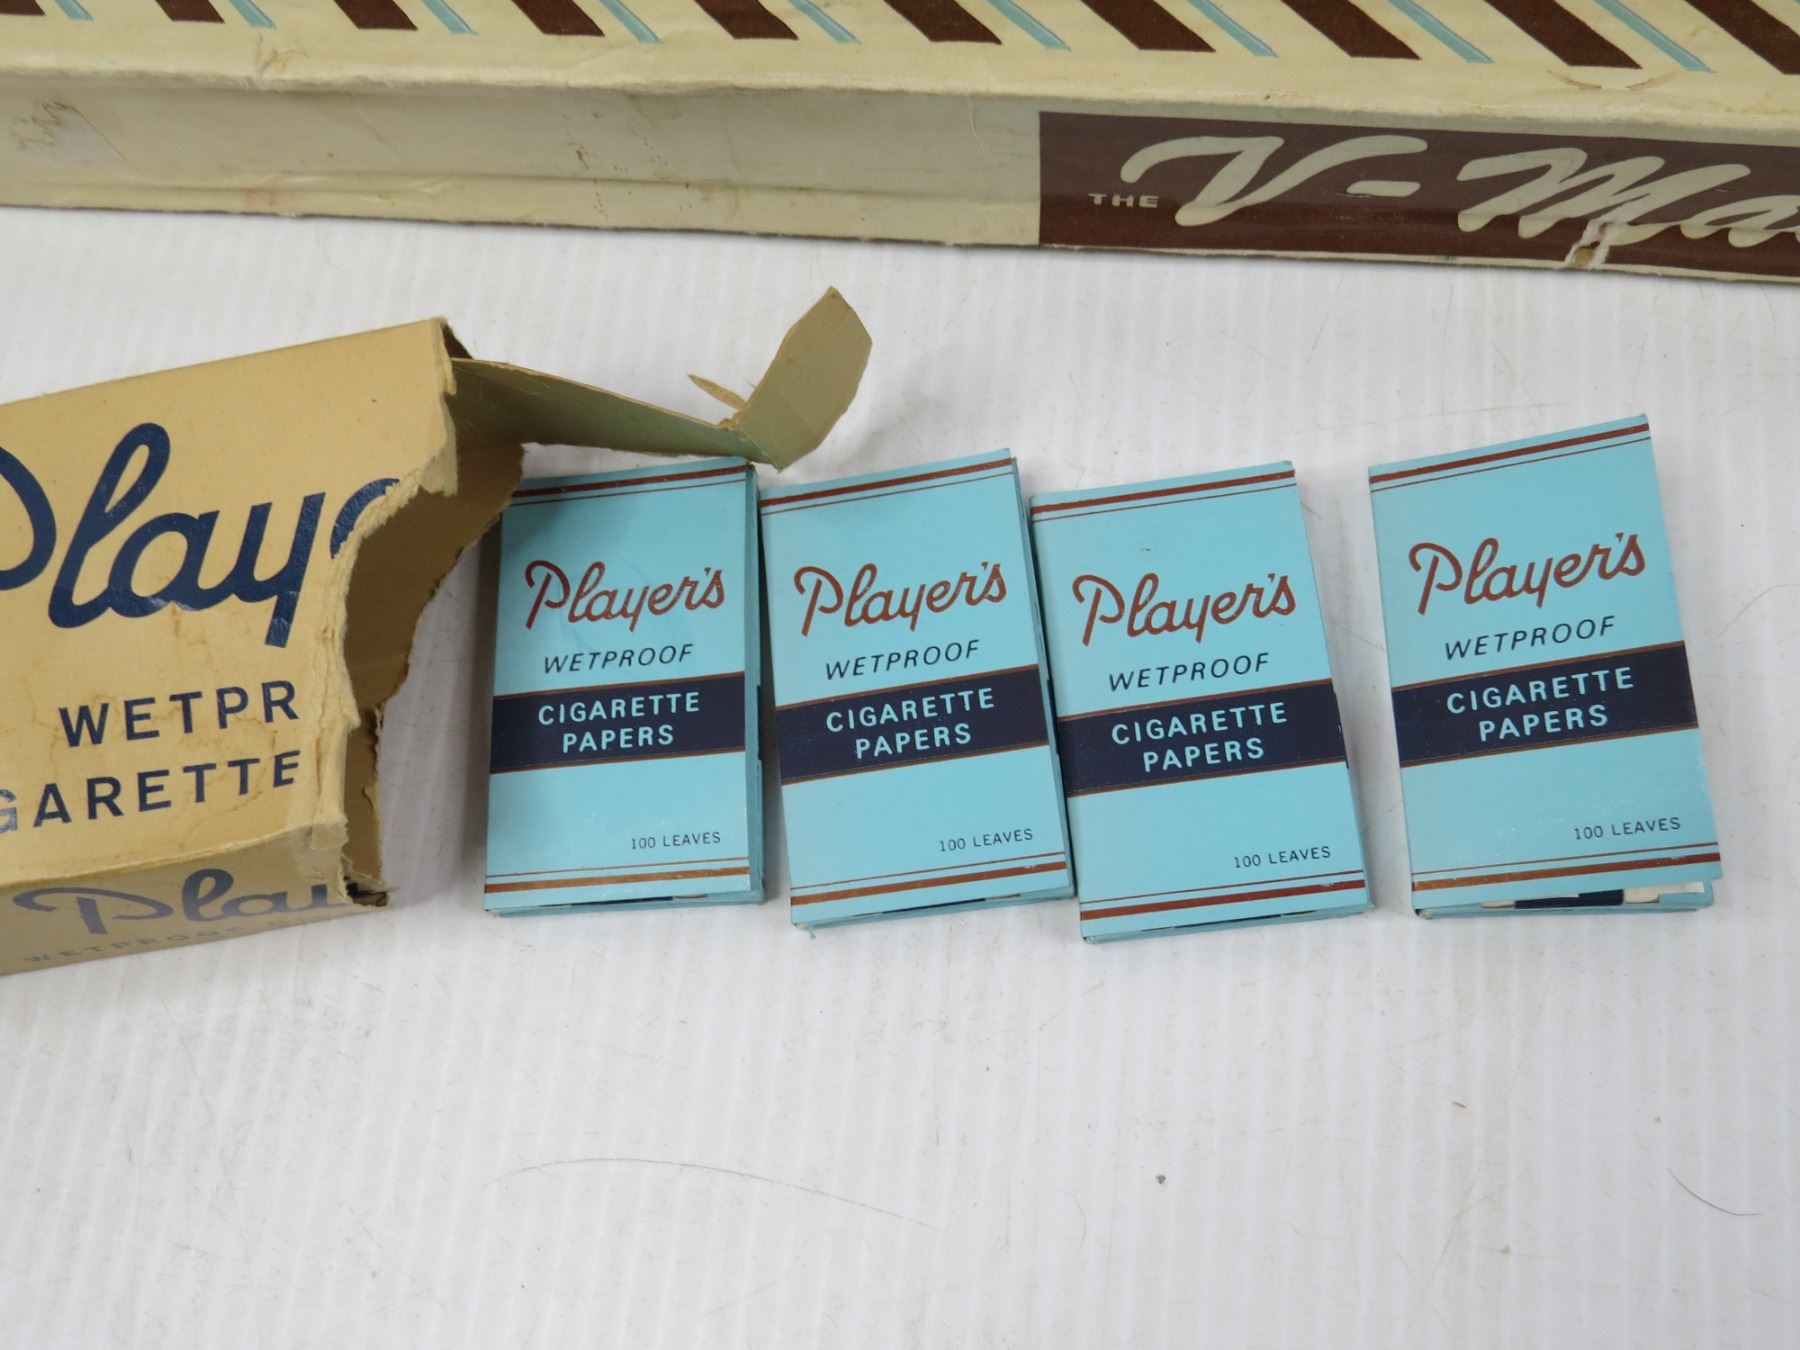 THE V-Ma
Playe
WETPR
GARETTE
Pla
WETPROOF
Player's
WETPROOF
CIGARETTE
PAPERS
100 LEAVES
Player's
WETPROOF
CIGARETTE
PAPERS
100 LEAVES
Player's
WETPROOF
CIGARETTE
PAPERS
100 LEAVES
Player's
WETPROOF
CIGARETTE
PAPERS
100 LEAVES